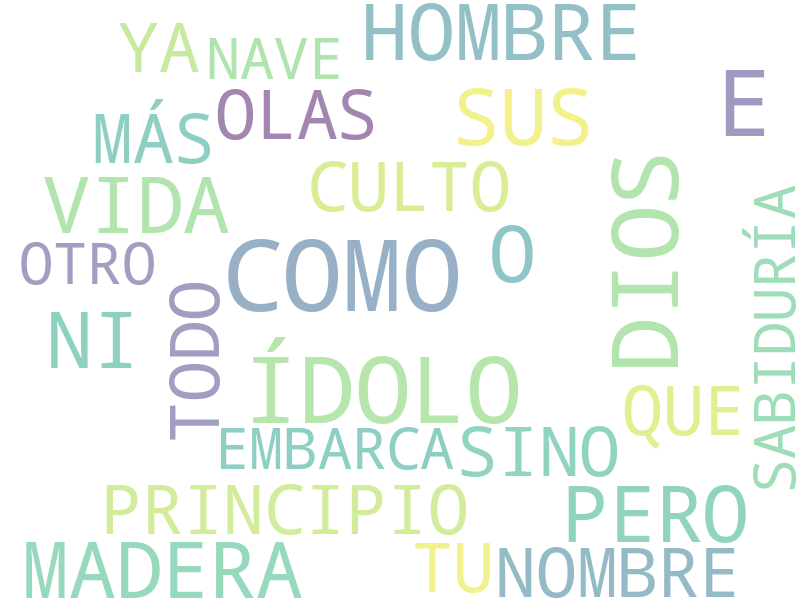 YA NAVE HOMBRE
MÁS OLAS SUS E
VIDA CULTO
OTRO COMO O DIOS
NI TODO ÍDOLO SABIDURÍA
QUE
EMBARCA SINO
PRINCIPIO PERO
MADERA TU NOMBRE